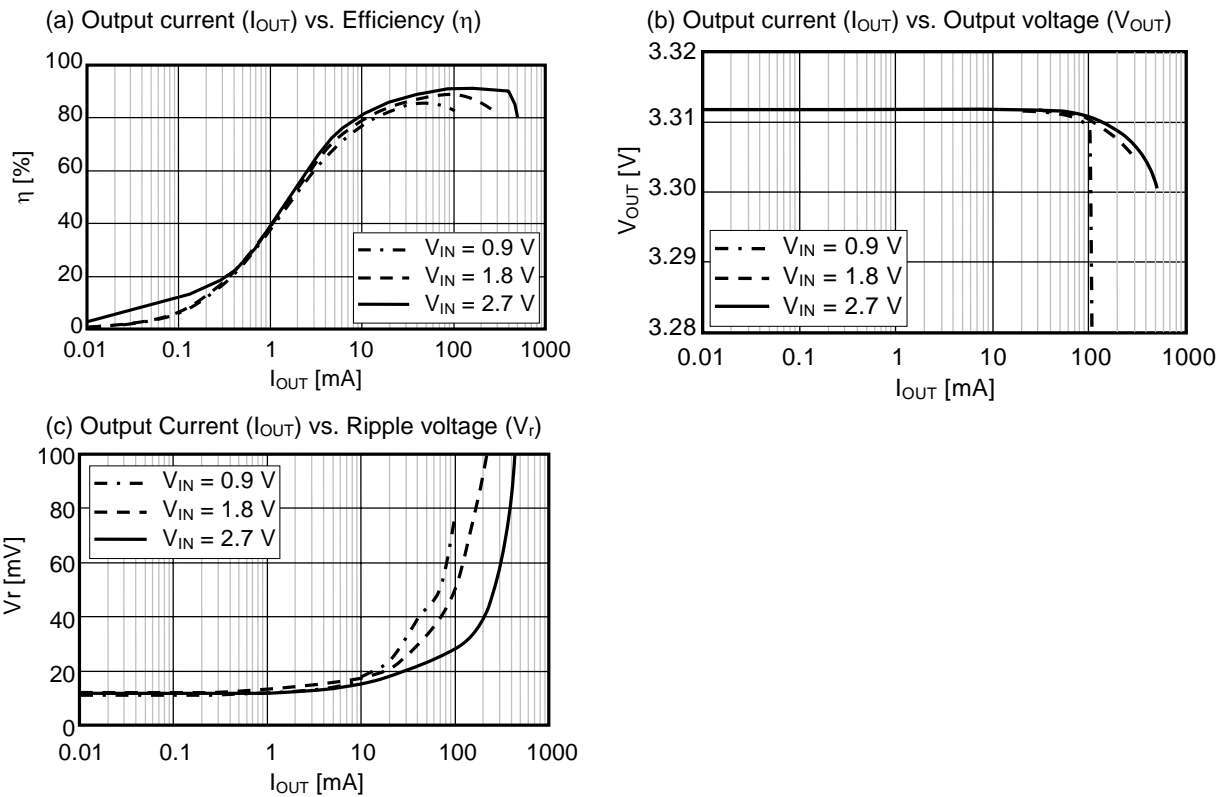 (a) Output current (IOUT) vs. Efficiency (η)
100
80
60
40
20
0
η [%]
VIN = 0.9 V
VIN = 1.8 V
VIN = 2.7 V
0.01 0.1 1 10 100 1000
IOUT [mA]
(b) Output current (IOUT) vs. Output voltage (VOUT)
3.32
3.31
3.30
3.29
3.28
VOUT [V]
VIN = 0.9 V
VIN = 1.8 V
VIN = 2.7 V
0.01 0.1 1 10 100 1000
IOUT [mA]
(c) Output Current (IOUT) vs. Ripple voltage (Vr)
100
80
60
40
20
0
Vr [mV]
VIN = 0.9 V
VIN = 1.8 V
VIN = 2.7 V
0.01 0.1 1 10 100 1000
IOUT [mA]